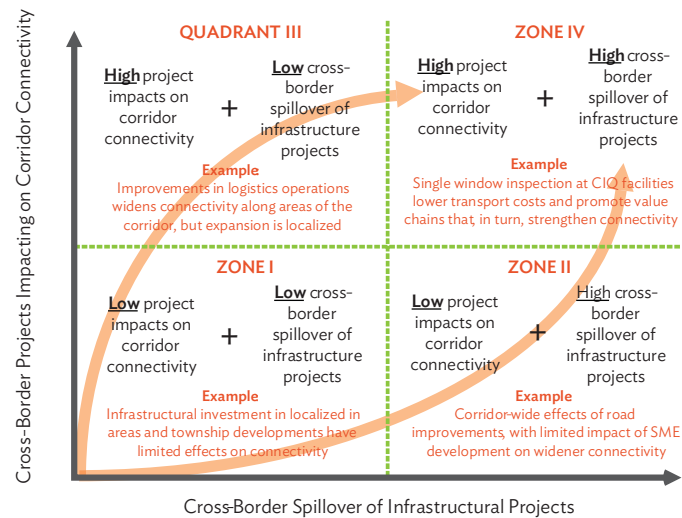 Cross-Border Projects Impacting on Corridor Connectivity
QUADRANT III
High project
impacts on
corridor
connectivity
+
Low cross-
border
spillover of
infrastructure
projects
Example
Improvements in logistics operations
widens connectivity along areas of the
corridor, but expansion is localized
ZONE IV
High project
impacts on
corridor
connectivity
+
High cross-
border
spillover of
infrastructure
projects
Example
Single window inspection at CIQ facilities
lower transport costs and promote value
chains that, in turn, strengthen connectivity
ZONE I
Low project
impacts on
corridor
connectivity
+
Low cross-
border
spillover of
infrastructure
projects
Example
Infrastructural investment in localized in
areas and township developments have
limited effects on connectivity
ZONE II
Low project
impacts on
corridor
connectivity
+
High cross-
border
spillover of
infrastructure
projects
Example
Corridor-wide effects of road
improvements, with limited impact of SME
development on widener connectivity
Cross-Border Spillover of Infrastructural Projects